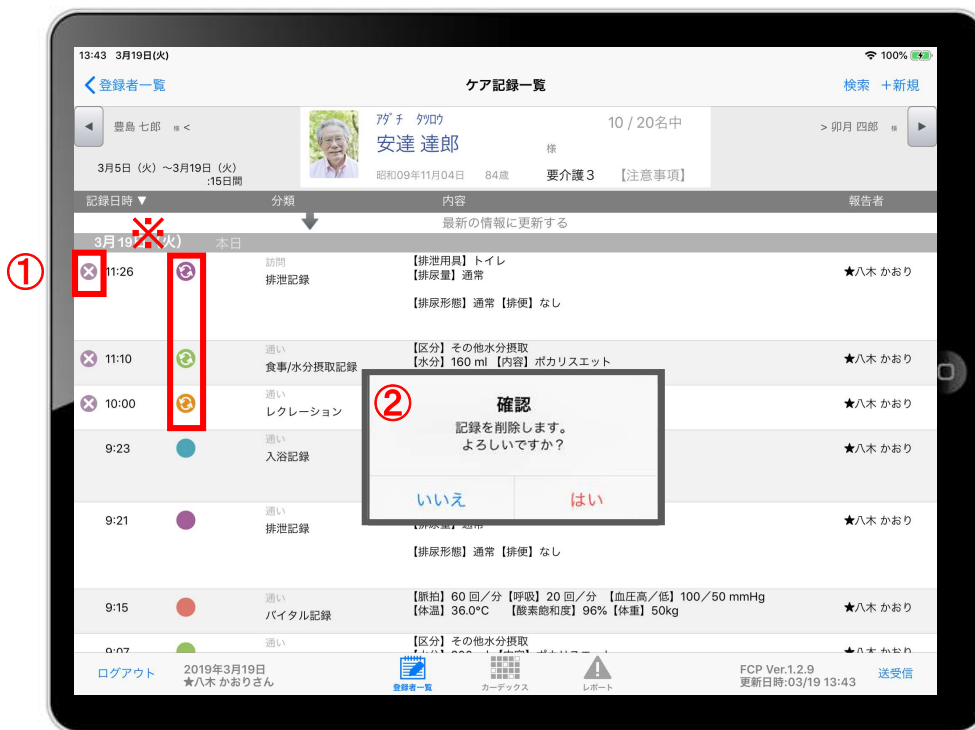 13:43 3月19日(火)
100%
登録者一覧
ケア記録一覧
検索 +新規
豊島 七郎 様 <
アダチ タツロウ
安達 達郎 様
10 / 20名中
> 卯月 四郎 様
3月5日（火）～3月19日（火）
:15日間
昭和09年11月04日 84歳 要介護３ 【注意事項】
記録日時 ▼ 分類 内容 報告者
最新の情報に更新する
※
3月19 火） 本日
①
11:26
訪問
排泄記録
【排泄用具】トイレ
【排尿量】通常
【排尿形態】通常【排便】なし
★八木 かおり
11:10
通い
食事/水分摂取記録
【区分】その他水分摂取
【水分】160 ml 【内容】ポカリスエット
★八木 かおり
10:00
通い
レクレーション
★八木 かおり
②
確認
記録を削除します。
よろしいですか？
いいえ はい
9:23
通い
入浴記録
★八木 かおり
9:21
通い
排泄記録
【排尿形態】通常【排便】なし
★八木 かおり
9:15
通い
バイタル記録
【脈拍】60 回／分【呼吸】20 回／分 【血圧高／低】100／50 mmHg
【体温】36.0°C 【酸素飽和度】96%【体重】50kg
★八木 かおり
9:07
通い
【区分】その他水分摂取
★八木 かおり
ログアウト
2019年3月19日
★八木 かおりさん
登録者一覧
カーデックス
レポート
FCP Ver.1.2.9
更新日時:03/19 13:43
送受信